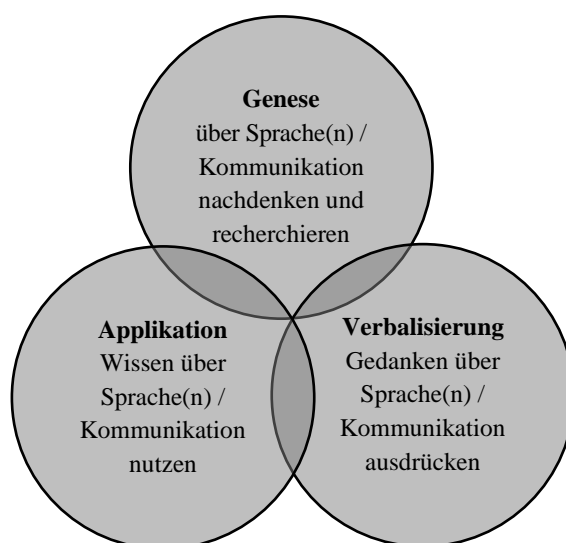 Genese
über Sprache(n) /
Kommunikation
nachdenken und
recherchieren
Applikation
Wissen über
Sprache(n) /
Kommunikation
nutzen
Verbalisierung
Gedanken über
Sprache(n) /
Kommunikation
ausdrücken